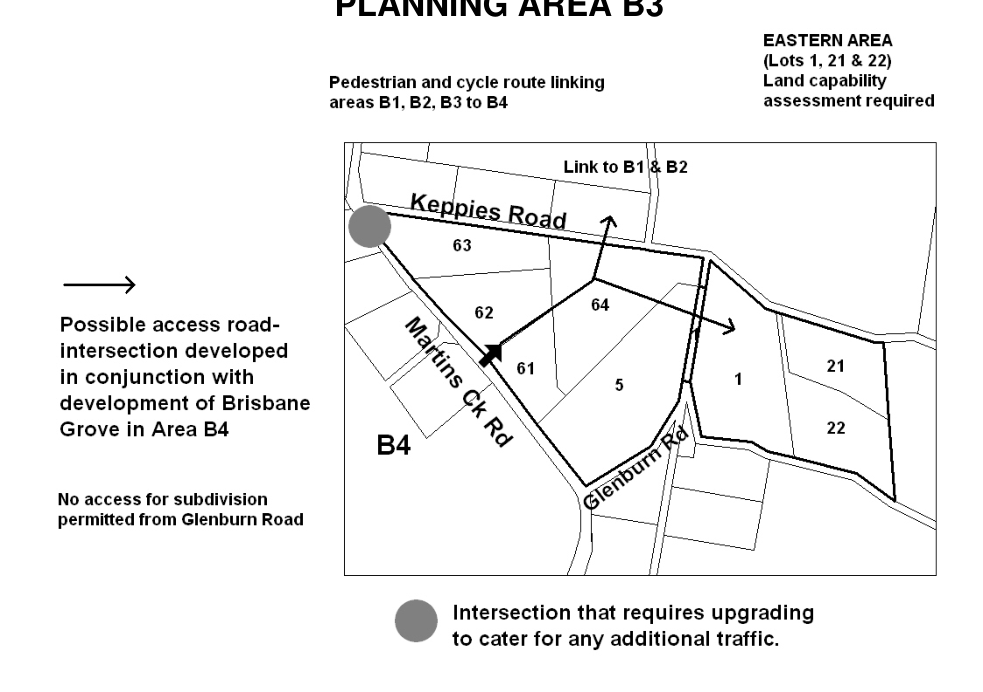 PLANNING AREA B3
EASTERN AREA
(Lots 1, 21 & 22)
Land capability
assessment required
Pedestrian and cycle route linking
areas B1, B2, B3 to B4
Link to B1 & B2
Keppies Road
63
62
64
61
5
1
21
22
Martins Ck Rd
Glenburn Rd
B4
Possible access road-
intersection developed
in conjunction with
development of Brisbane
Grove in Area B4
No access for subdivision
permitted from Glenburn Road
Intersection that requires upgrading
to cater for any additional traffic.